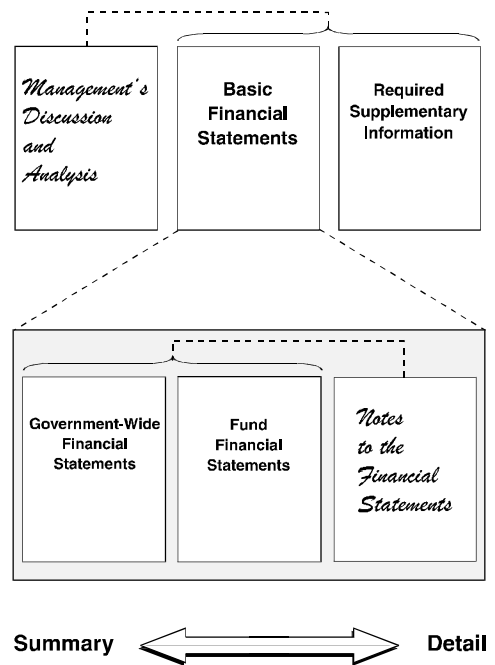 Management's
Discussion
and
Analysis
Basic
Financial
Statements
Required
Supplementary
Information
Government-Wide
Financial
Statements
Fund
Financial
Statements
Notes
to the
Financial
Statements
Summary
Detail